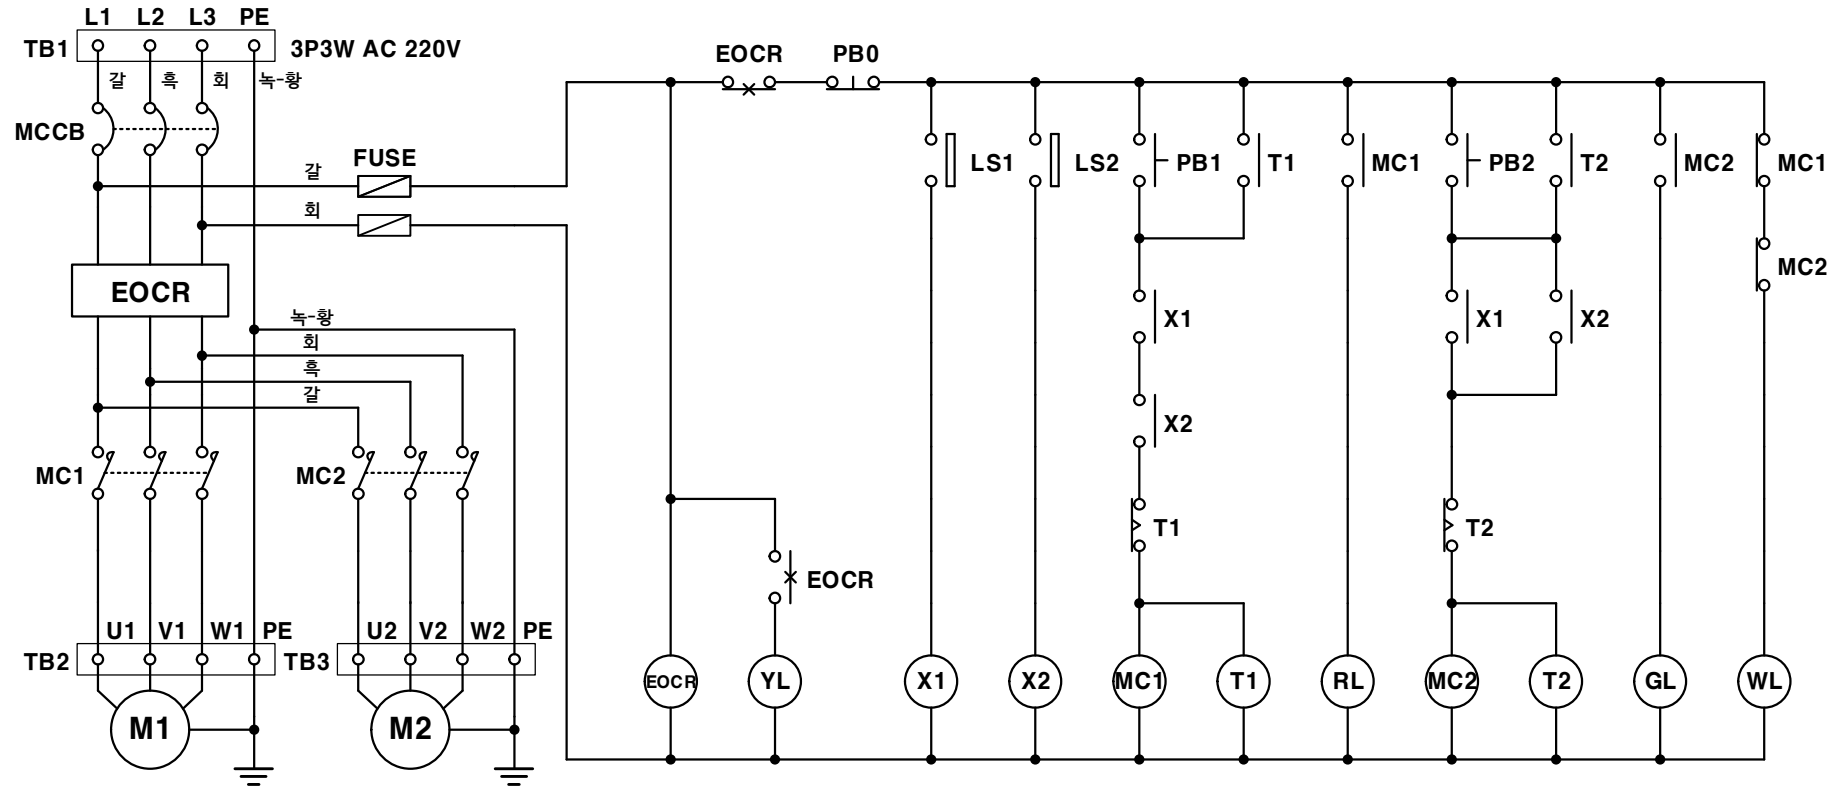 L1 L2 L3 PE
TB1 3P3W AC 220V
갈 흑 회 녹-황
MCCB
갈 FUSE
회
EOCR
녹-황
회
흑
갈
MC1 MC2
U1 V1 W1 PE U2 V2 W2 PE
TB2 TB3
M1 M2
EOCR PB0
LS1 LS2 PB1 T1 MC1 PB2 T2 MC2 MC1
MC2
X1 X1 X2
X2
T1 T2
EOCR
EOCR YL X1 X2 MC1 T1 RL MC2 T2 GL WL